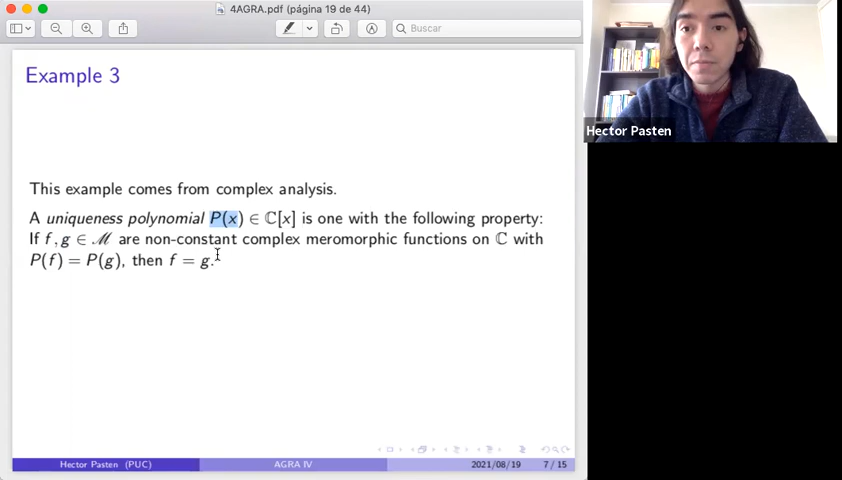 4AGRA.pdf (página 19 de 44)
Buscar
Example 3
This example comes from complex analysis.
A uniqueness polynomial P(x) ∈ ℂ[x] is one with the following property:
If f, g ∈ ℳ are non-constant complex meromorphic functions on ℂ with
P(f) = P(g), then f = g.
Hector Pasten (PUC)
AGRA IV
2021/08/19
7 / 15
Hector Pasten